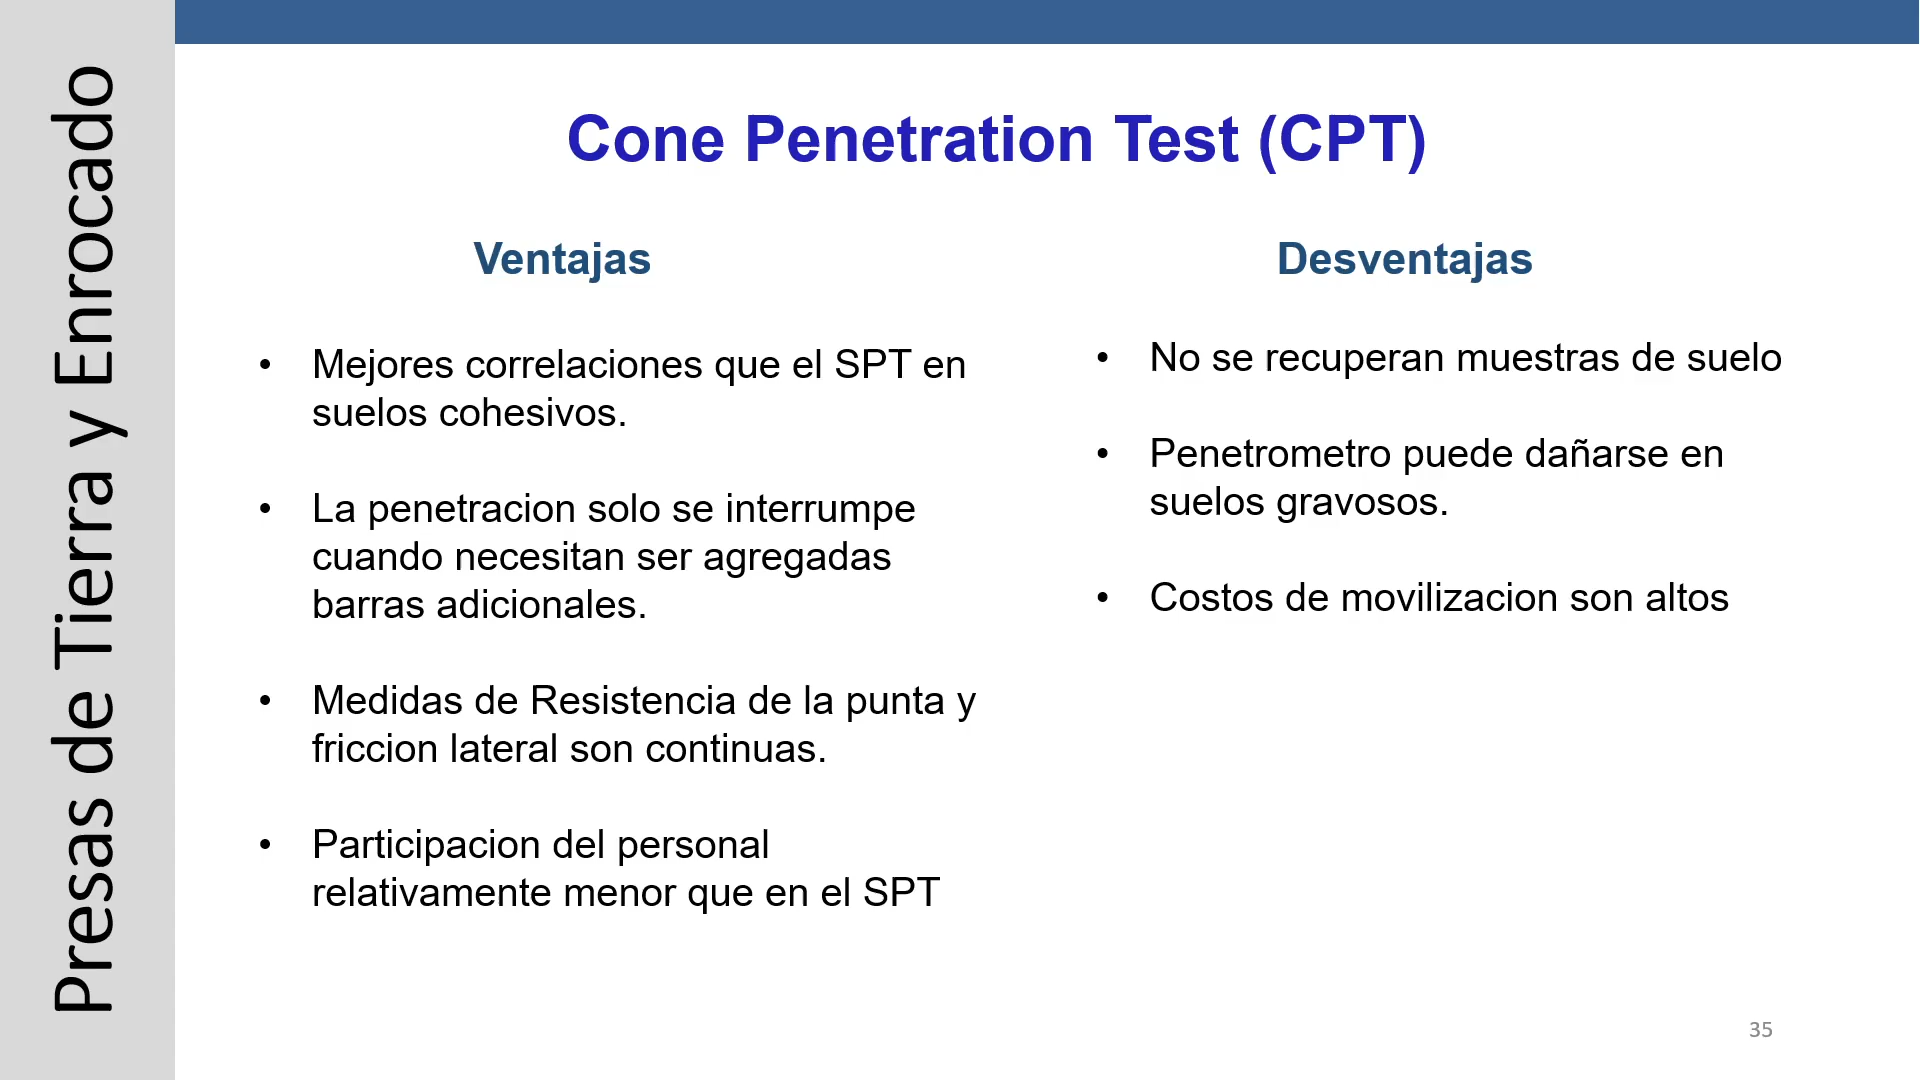 Presas de Tierra y Enrocado
Cone Penetration Test (CPT)
Ventajas
• Mejores correlaciones que el SPT en
suelos cohesivos.
• La penetracion solo se interrumpe
cuando necesitan ser agregadas
barras adicionales.
• Medidas de Resistencia de la punta y
friccion lateral son continuas.
• Participacion del personal
relativamente menor que en el SPT
Desventajas
• No se recuperan muestras de suelo
• Penetrometro puede dañarse en
suelos gravosos.
• Costos de movilizacion son altos
35